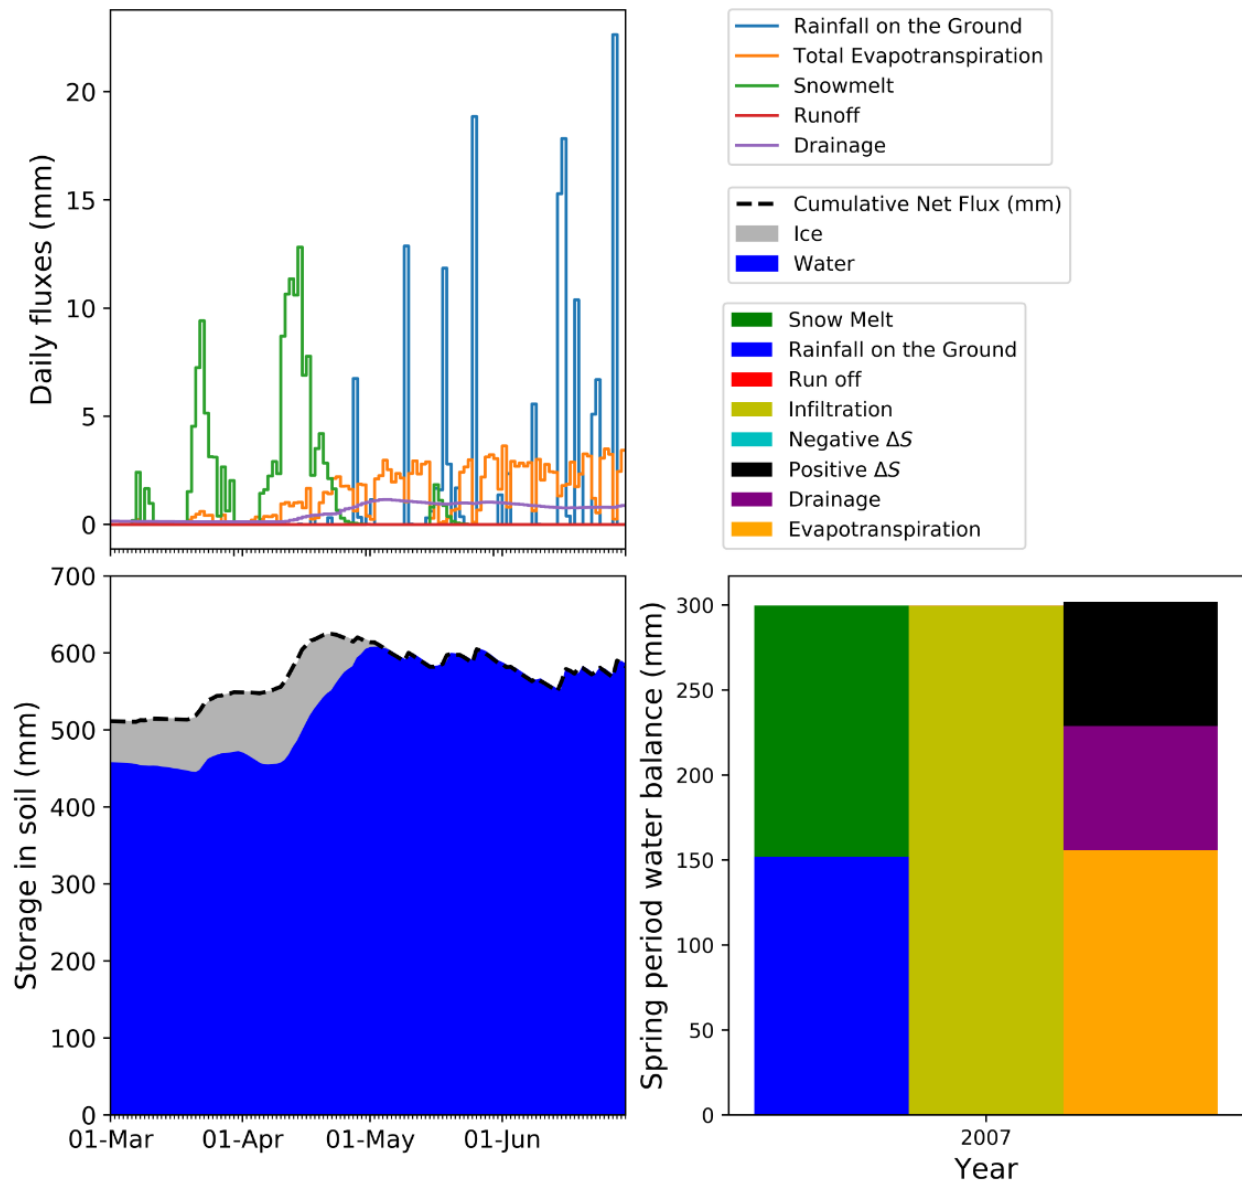 Daily fluxes (mm)
20
15
10
5
0
Rainfall on the Ground
Total Evapotranspiration
Snowmelt
Runoff
Drainage
Cumulative Net Flux (mm)
Ice
Water
Snow Melt
Rainfall on the Ground
Run off
Infiltration
Negative ΔS
Positive ΔS
Drainage
Evapotranspiration
Storage in soil (mm)
700
600
500
400
300
200
100
0
01-Mar
01-Apr
01-May
01-Jun
Spring period water balance (mm)
300
250
200
150
100
50
0
2007
Year